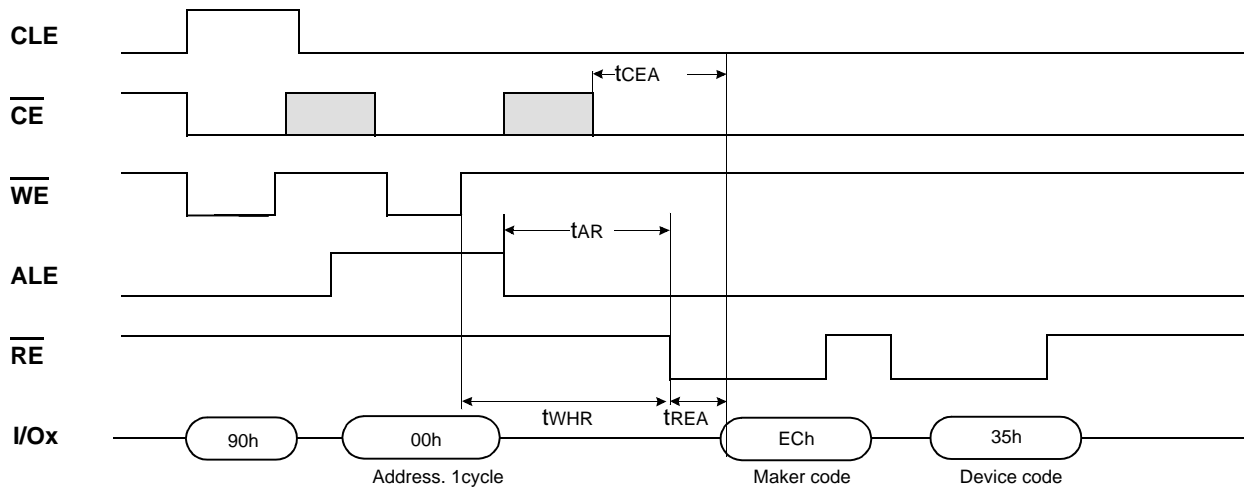 CLE
tCEA
CE
WE
tAR
ALE
RE
tWHR
tREA
I/Ox
90h
00h
ECh
35h
Address. 1cycle
Maker code
Device code